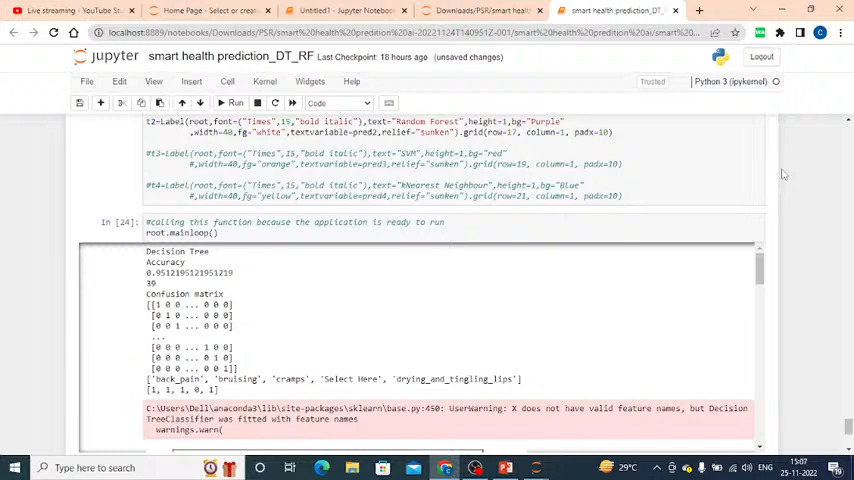 Live streaming - YouTube St
Home Page - Select or creat
Untitled1 - Jupyter Notebook
Downloads/PSR/smart health
smart health prediction_DT_RF
localhost:8889/notebooks/Downloads/PSR/smart%20health%20prediction%20ai-20221124T140951Z-001/smart%20health%20prediction%20ai/smart%
jupyter smart health prediction_DT_RF Last Checkpoint: 18 hours ago (unsaved changes)
Logout
File Edit View Insert Cell Kernel Widgets Help
Trusted
Python 3 (ipykernel)
Run
Code
t2=Label(root,font=("Times",15,"bold italic"),text="Random Forest",height=1,bg="Purple"
,width=40,fg="white",textvariable=pred2,relief="sunken").grid(row=17, column=1, padx=10)
#t3=Label(root,font=("Times",15,"bold italic"),text="SVM",height=1,bg="red"
#,width=40,fg="orange",textvariable=pred3,relief="sunken").grid(row=19, column=1, padx=10)
#t4=Label(root,font=("Times",15,"bold italic"),text="kNearest Neighbour",height=1,bg="Blue"
#,width=40,fg="yellow",textvariable=pred4,relief="sunken").grid(row=21, column=1, padx=10)
In [24]:
#calling this function because the application is ready to run
root.mainloop()
Decision Tree
Accuracy
0.9512195121951219
39
Confusion matrix
[[1 0 0 ... 0 0 0]
[0 1 0 ... 0 0 0]
[0 0 1 ... 0 0 0]
...
[0 0 0 ... 1 0 0]
[0 0 0 ... 0 1 0]
[0 0 0 ... 0 0 1]]
['back_pain', 'bruising', 'cramps', 'Select Here', 'drying_and_tingling_lips']
[1, 1, 1, 0, 1]
C:\Users\Dell\anaconda3\lib\site-packages\sklearn\base.py:450: UserWarning: X does not have valid feature names, but Decision
TreeClassifier was fitted with feature names
warnings.warn(
Type here to search
29°C
ENG
15:07
25-11-2022
19